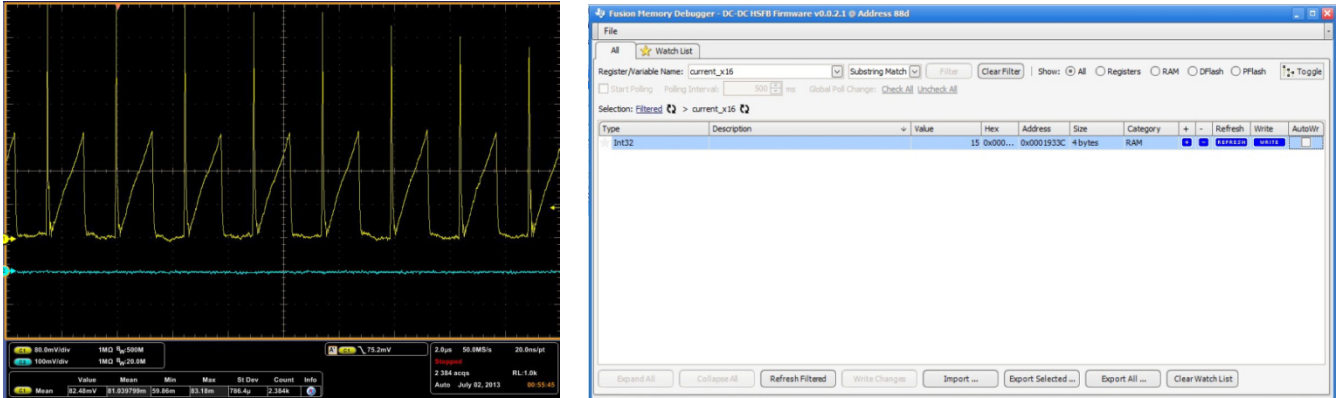 C1 80.0mV/div 1MΩ BW:500M
C2 100mV/div 1MΩ BW:20.0M
A' C1 75.2mV
2.0µs 50.0MS/s 20.0ns/pt
Stopped
2 384 acqs RL:1.0k
Auto July 02, 2013 00:55:45
Value Mean Min Max St Dev Count Info
C1 Mean 82.48mV 81.039799m 59.86m 83.18m 786.4µ 2.384k
Fusion Memory Debugger - DC-DC HSFB Firmware v0.0.2.1 @ Address 88d
File
All Watch List
Register/Variable Name: current_x16 Substring Match Filter Clear Filter Show: All Registers RAM DFlash PFlash Toggle
Start Polling Polling Interval: 500 ms Global Poll Change: Check All Uncheck All
Selection: Filtered > current_x16
Type Description Value Hex Address Size Category + - Refresh Write AutoWr
Int32 15 0x000... 0x0001933C 4 bytes RAM + - REFRESH WRITE
Expand All Collapse All Refresh Filtered Write Changes Import ... Export Selected ... Export All ... Clear Watch List